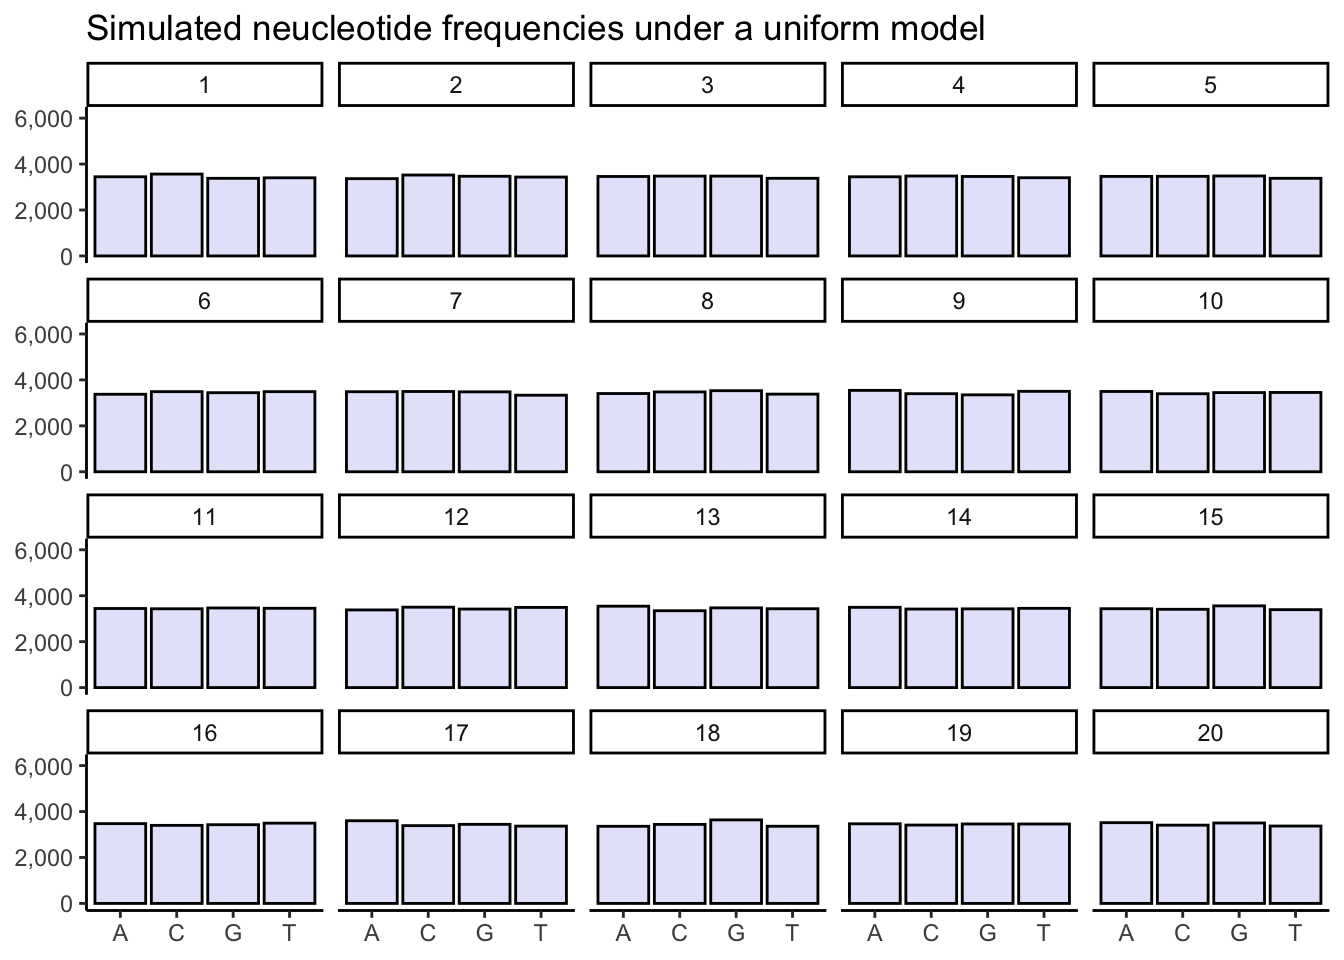 Simulated neucleotide frequencies under a uniform model
1 2 3 4 5
6,000
4,000
2,000
0
6 7 8 9 10
6,000
4,000
2,000
0
11 12 13 14 15
6,000
4,000
2,000
0
16 17 18 19 20
6,000
4,000
2,000
0
A C G T A C G T A C G T A C G T A C G T